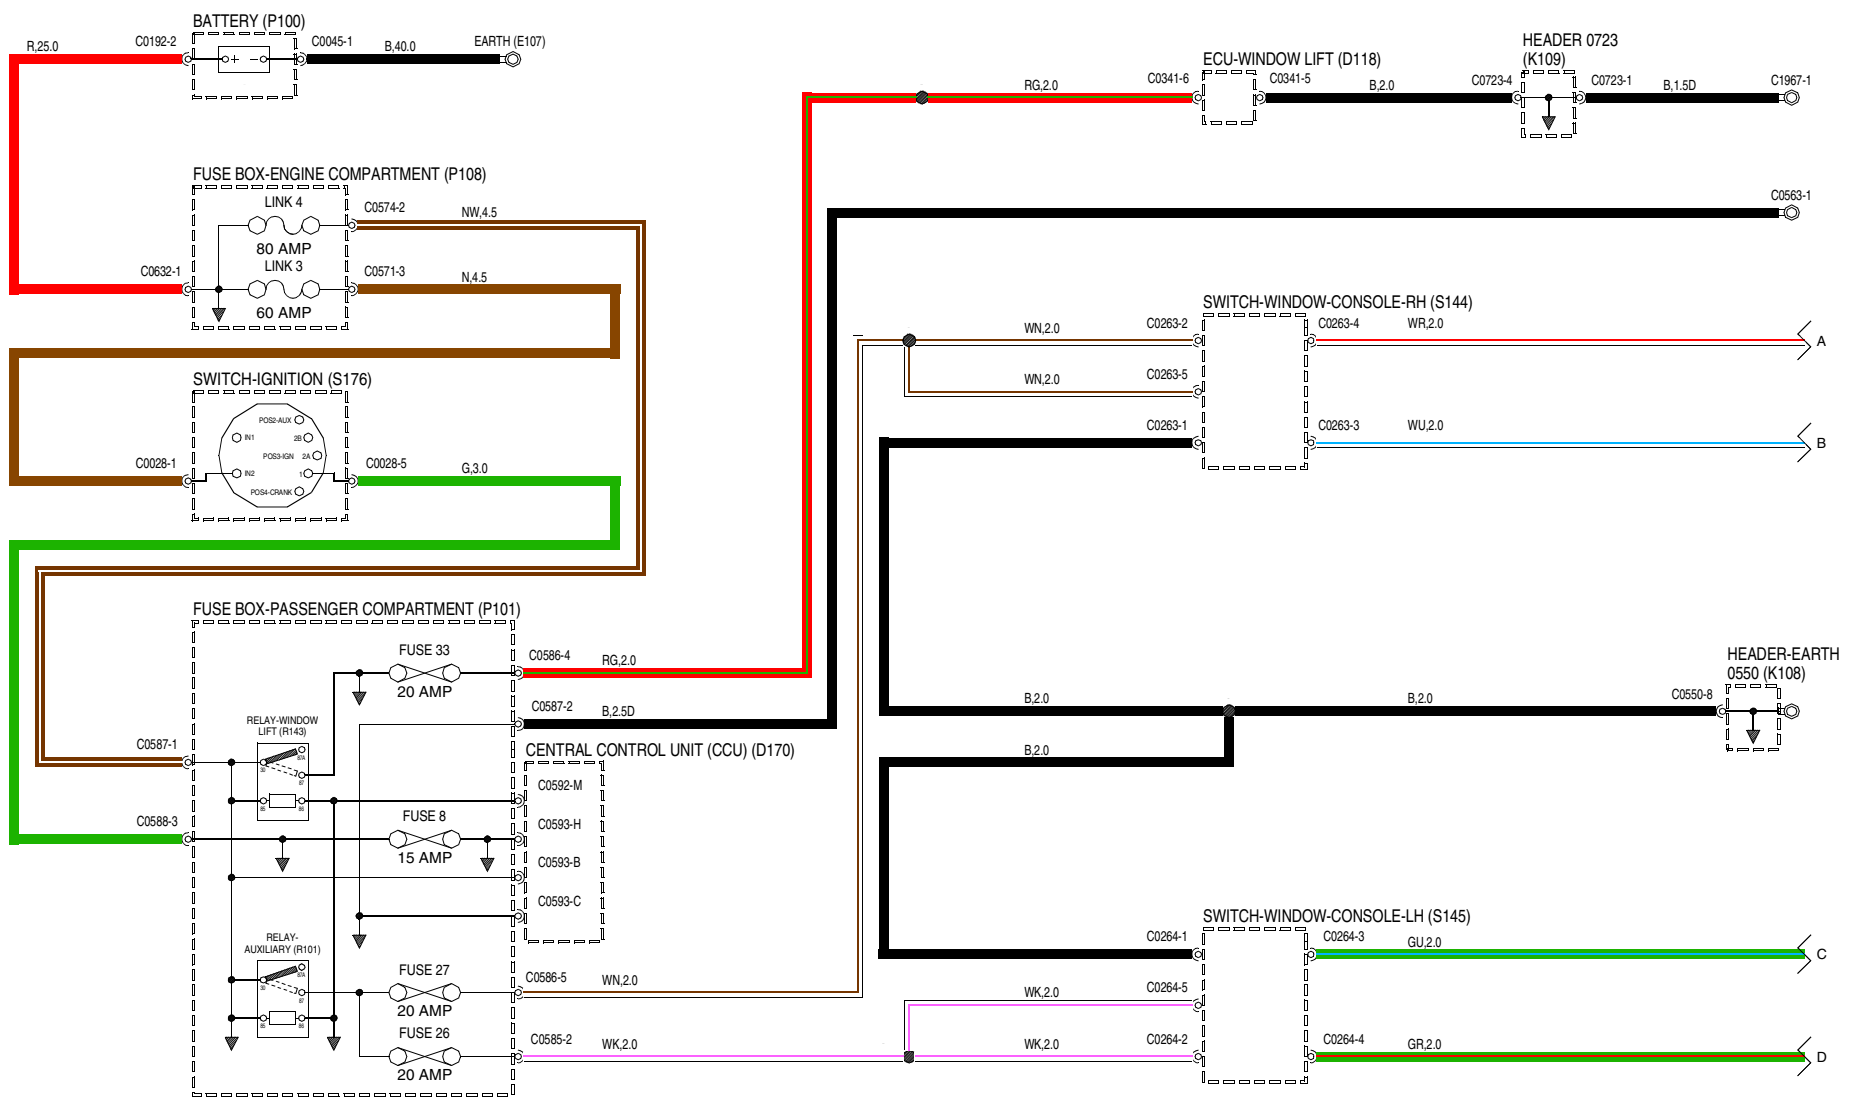 BATTERY (P100)
R,25.0
C0192-2
+
−
C0045-1
B,40.0
EARTH (E107)
FUSE BOX-ENGINE COMPARTMENT (P108)
LINK 4
80 AMP
C0574-2
NW,4.5
LINK 3
60 AMP
C0632-1
C0571-3
N,4.5
SWITCH-IGNITION (S176)
POS2-AUX
IN1
2B
POS3-IGN
2A
IN2
1
POS4-CRANK
C0028-1
C0028-5
G,3.0
FUSE BOX-PASSENGER COMPARTMENT (P101)
FUSE 33
20 AMP
C0586-4
RG,2.0
C0587-2
B,2.5D
RELAY-WINDOW
LIFT (R143)
30
87A
87
85
86
C0587-1
CENTRAL CONTROL UNIT (CCU) (D170)
C0592-M
C0593-H
C0593-B
C0593-C
C0588-3
FUSE 8
15 AMP
RELAY-
AUXILIARY (R101)
30
87A
87
85
86
FUSE 27
20 AMP
C0586-5
WN,2.0
FUSE 26
20 AMP
C0585-2
WK,2.0
ECU-WINDOW LIFT (D118)
RG,2.0
C0341-6
C0341-5
B,2.0
HEADER 0723
(K109)
C0723-4
C0723-1
B,1.5D
C1967-1
C0563-1
SWITCH-WINDOW-CONSOLE-RH (S144)
WN,2.0
C0263-2
C0263-4
WR,2.0
A
WN,2.0
C0263-5
C0263-1
C0263-3
WU,2.0
B
HEADER-EARTH
0550 (K108)
B,2.0
B,2.0
C0550-8
B,2.0
SWITCH-WINDOW-CONSOLE-LH (S145)
C0264-1
C0264-3
GU,2.0
C
WK,2.0
C0264-5
WK,2.0
C0264-2
C0264-4
GR,2.0
D